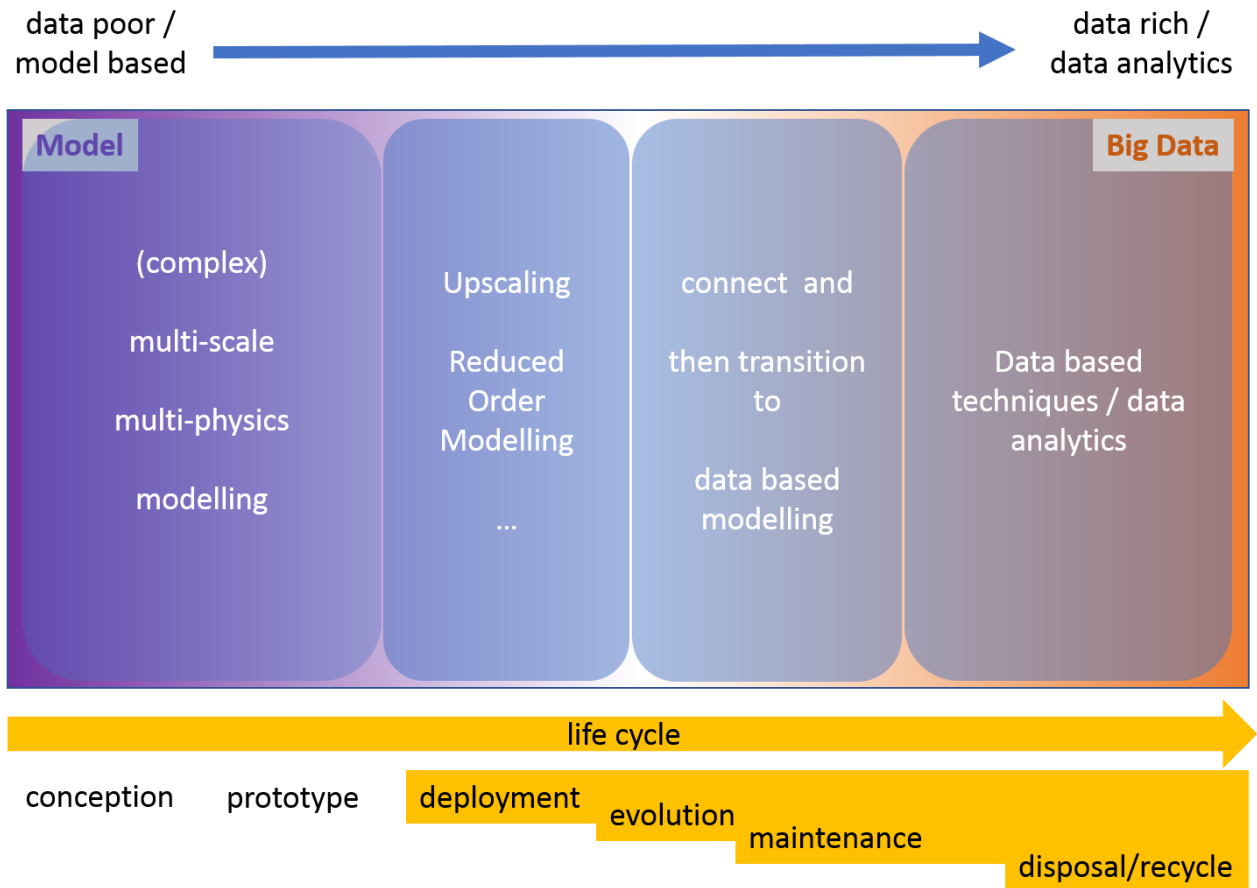 data poor /
model based
data rich /
data analytics
Model
Big Data
(complex)
multi-scale
multi-physics
modelling
Upscaling
Reduced
Order
Modelling
...
connect and
then transition
to
data based
modelling
Data based
techniques / data
analytics
life cycle
conception
prototype
deployment
evolution
maintenance
disposal/recycle